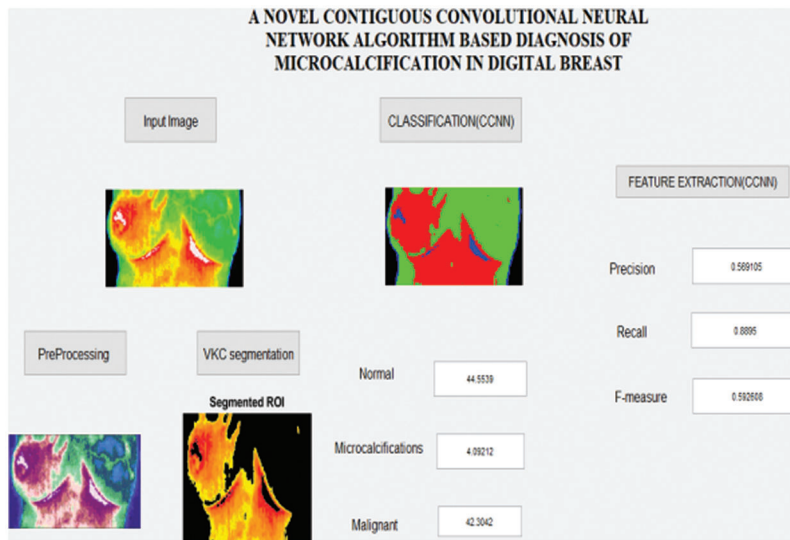 A NOVEL CONTIGUOUS CONVOLUTIONAL NEURAL
NETWORK ALGORITHM BASED DIAGNOSIS OF
MICROCALCIFICATION IN DIGITAL BREAST
Input Image
CLASSIFICATION(CCNN)
FEATURE EXTRACTION(CCNN)
Precision
0.569105
Recall
0.8895
F-measure
0.592608
PreProcessing
VKC segmentation
Segmented ROI
Normal
44.5539
Microcalcifications
4.09212
Malignant
42.3042